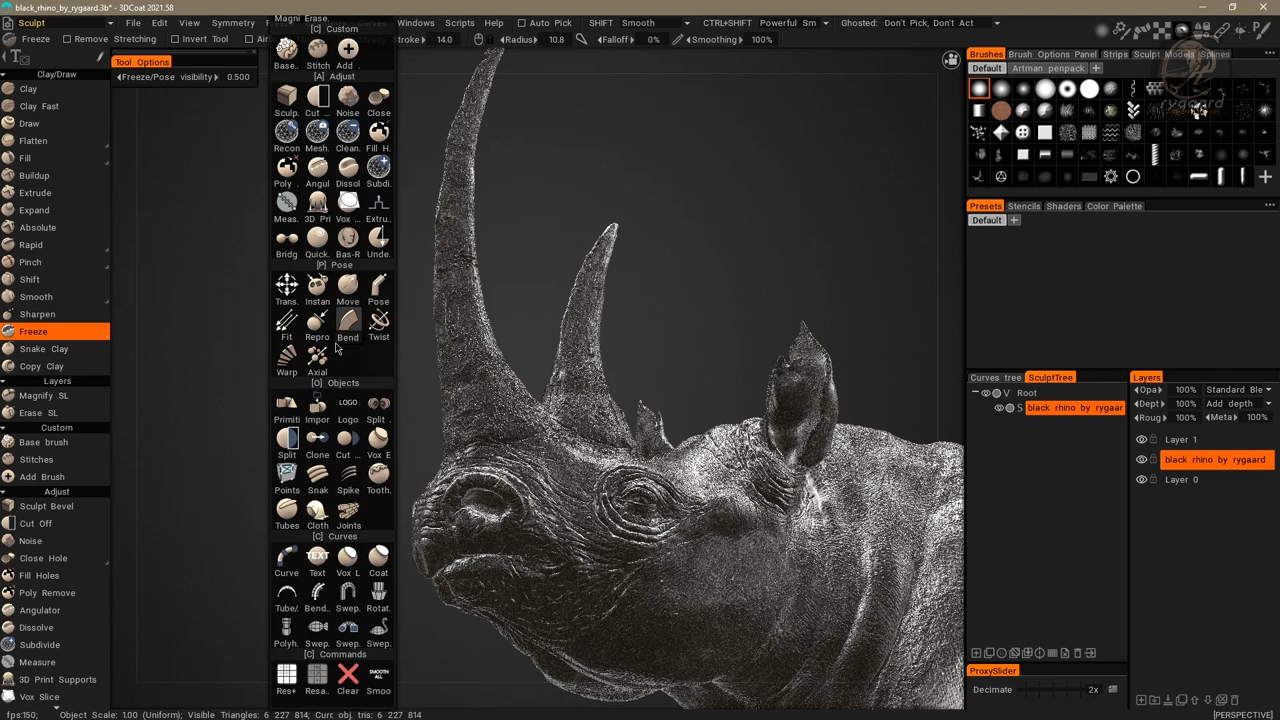 black_rhino_by_rygaard.3b* - 3DCoat 2021.58
Sculpt File Edit View Symmetry Curves Windows Scripts Help Auto Pick SHIFT Smooth CTRL+SHIFT Powerful Sm Ghosted: Don't Pick, Don't Act
Freeze Remove Stretching Invert Tool Stroke 14.0 Radius 10.8 Falloff 0% Smoothing 100%
Tool Options
Freeze/Pose visibility 0.500
Clay/Draw
Clay
Clay Fast
Draw
Flatten
Fill
Buildup
Extrude
Expand
Absolute
Rapid
Pinch
Shift
Smooth
Sharpen
Freeze
Snake Clay
Copy Clay
Layers
Magnify SL
Erase SL
Custom
Base brush
Stitches
Add Brush
Adjust
Sculpt Bevel
Cut Off
Noise
Close Hole
Fill Holes
Poly Remove
Angulator
Dissolve
Subdivide
Measure
3D Print Supports
Vox Slice
Magni Erase.
[C] Custom
Base.. Stitch Add .
[A] Adjust
Sculp. Cut .. Noise Close
Recon Mesh. Clean. Fill H.
Poly . Angul Dissol Subdi.
Meas. 3D Pri Vox .. Extru..
Bridg Quick. Bas-R Unde.
[P] Pose
Trans. Instan Move Pose
Fit Repro Bend Twist
Warp Axial
[O] Objects
Primiti Impor Logo Split .
LOGO
Split Clone Cut .. Vox E
Points Snak Spike Tooth.
Tubes Cloth Joints
[C] Curves
TEXT
Curve Text Vox L Coat
Tube/. Bend.. Swep. Rotat.
Polyh. Swep.. Swep. Swep.
[C] Commands
SMOOTH ALL
Res+ Resa.. Clear Smoo
Brushes Brush Options Panel Strips Sculpt Models Splines
Default Artman penpack
rygaard
Presets Stencils Shaders Color Palette
Default
Curves tree SculptTree
V Root
S black rhino by rygaar
Layers
Opa 100% Standard Ble
Dept 100% Add depth
Roug 100% Meta 100%
Layer 1
black rhino by rygaard
Layer 0
ProxySlider
Decimate 2x
fps:150; Object Scale: 1.00 (Uniform); Visible Triangles: 6 227 814; Curr. obj. tris: 6 227 814; [PERSPECTIVE]